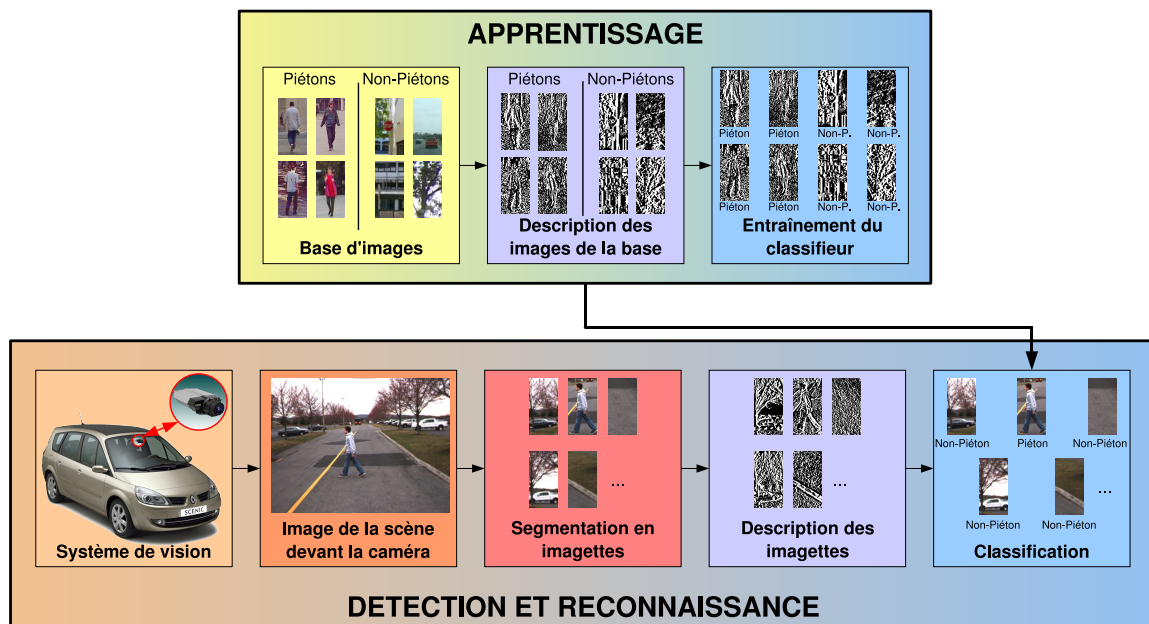 APPRENTISSAGE
Piétons
Non-Piétons
Base d'images
Piétons
Non-Piétons
Description des
images de la base
Piéton
Piéton
Non-P.
Non-P.
Piéton
Piéton
Non-P.
Non-P.
Entraînement du
classifieur
SCENIC
Système de vision
Image de la scène
devant la caméra
...
Segmentation en
imagettes
...
Description des
imagettes
Non-Piéton
Piéton
Non-Piéton
...
Non-Piéton
Non-Piéton
Classification
DETECTION ET RECONNAISSANCE